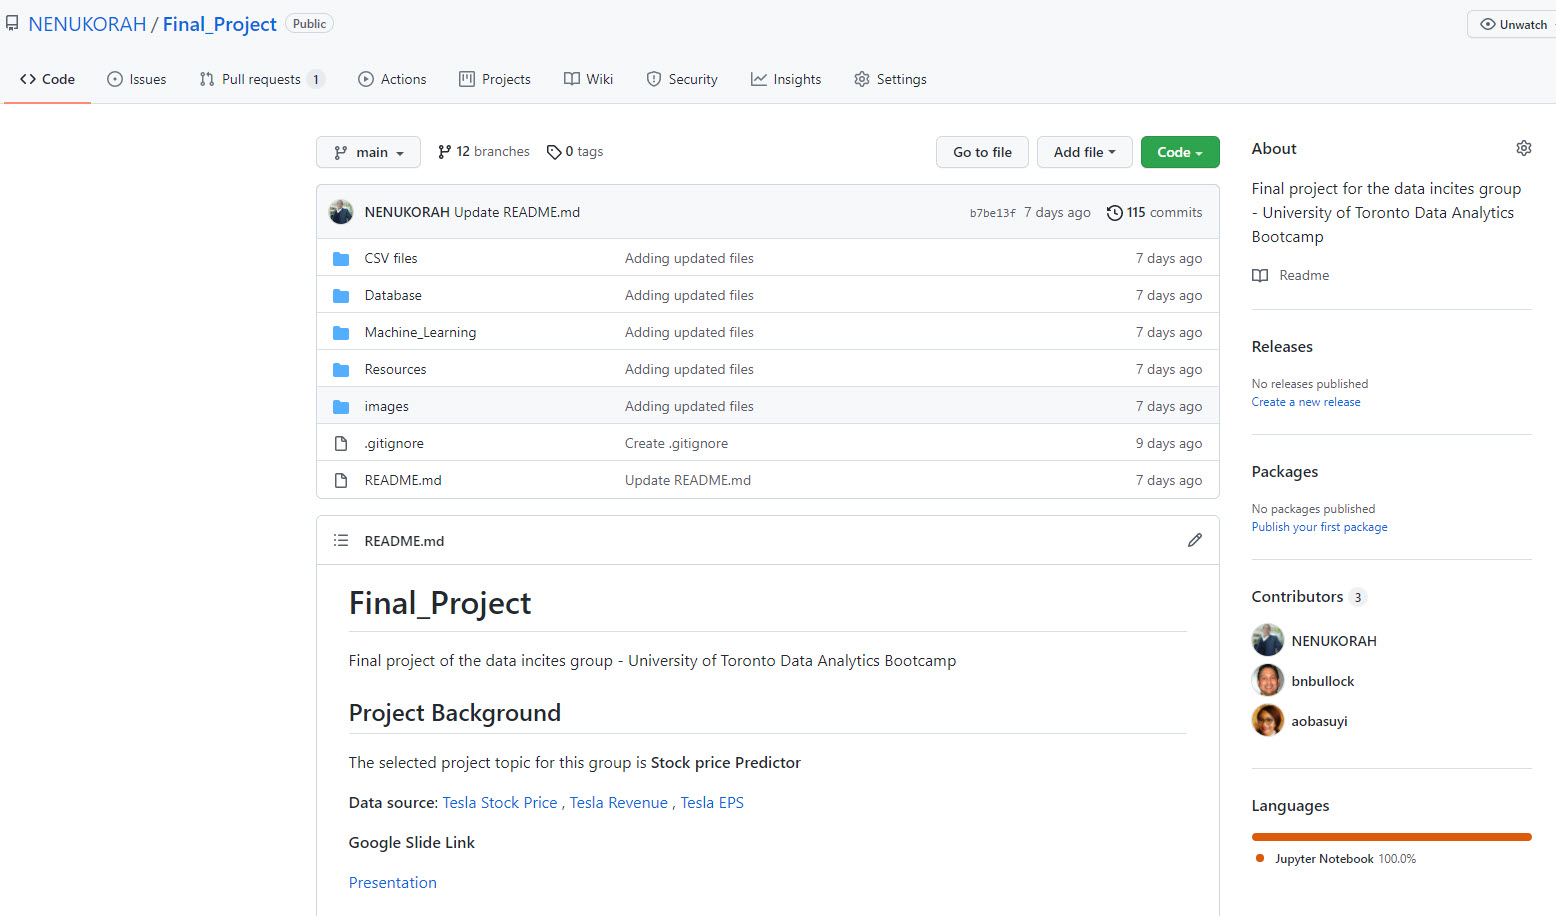 NENUKORAH / Final_Project Public
Unwatch
Code Issues Pull requests 1 Actions Projects Wiki Security Insights Settings
main 12 branches 0 tags Go to file Add file Code
NENUKORAH Update README.md b7be13f 7 days ago 115 commits
CSV files Adding updated files 7 days ago
Database Adding updated files 7 days ago
Machine_Learning Adding updated files 7 days ago
Resources Adding updated files 7 days ago
images Adding updated files 7 days ago
.gitignore Create .gitignore 9 days ago
README.md Update README.md 7 days ago
README.md
Final_Project
Final project of the data incites group - University of Toronto Data Analytics Bootcamp
Project Background
The selected project topic for this group is Stock price Predictor
Data source: Tesla Stock Price , Tesla Revenue , Tesla EPS
Google Slide Link
Presentation
About
Final project for the data incites group
- University of Toronto Data Analytics
Bootcamp
Readme
Releases
No releases published
Create a new release
Packages
No packages published
Publish your first package
Contributors 3
NENUKORAH
bnbullock
aobasuyi
Languages
Jupyter Notebook 100.0%